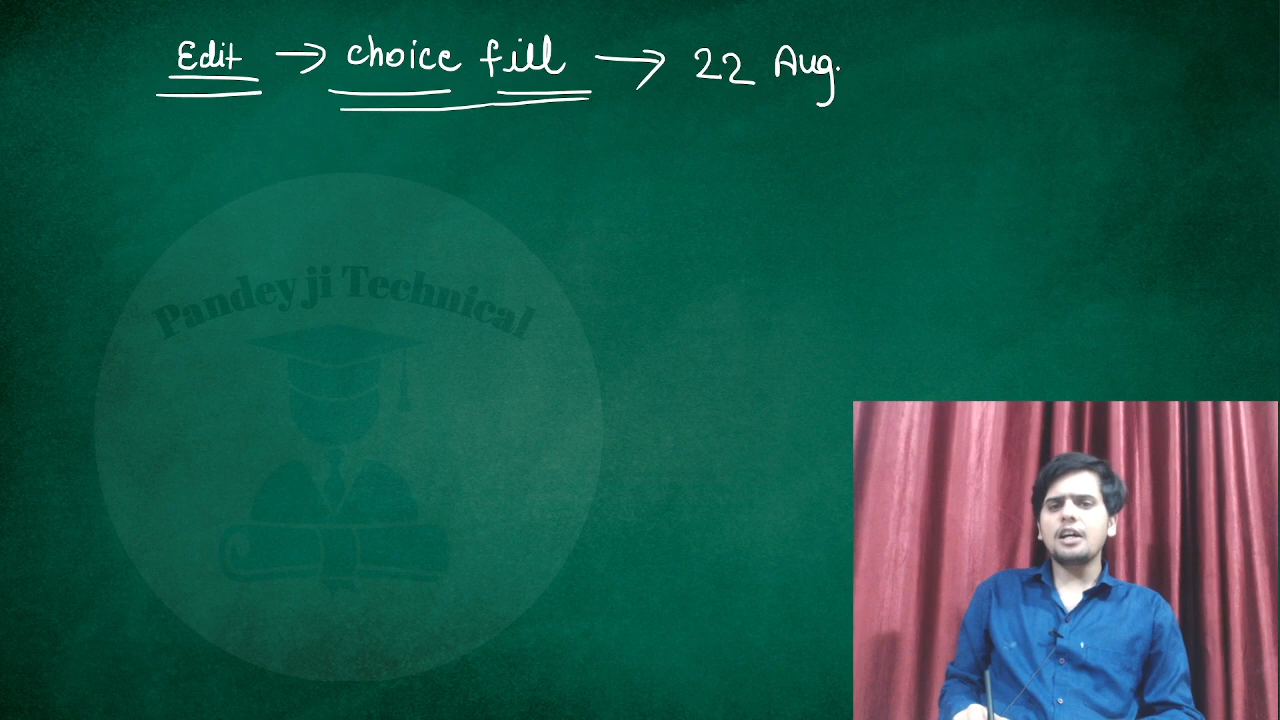 Edit → choice fill → 22 Aug.
Pandey ji Technical